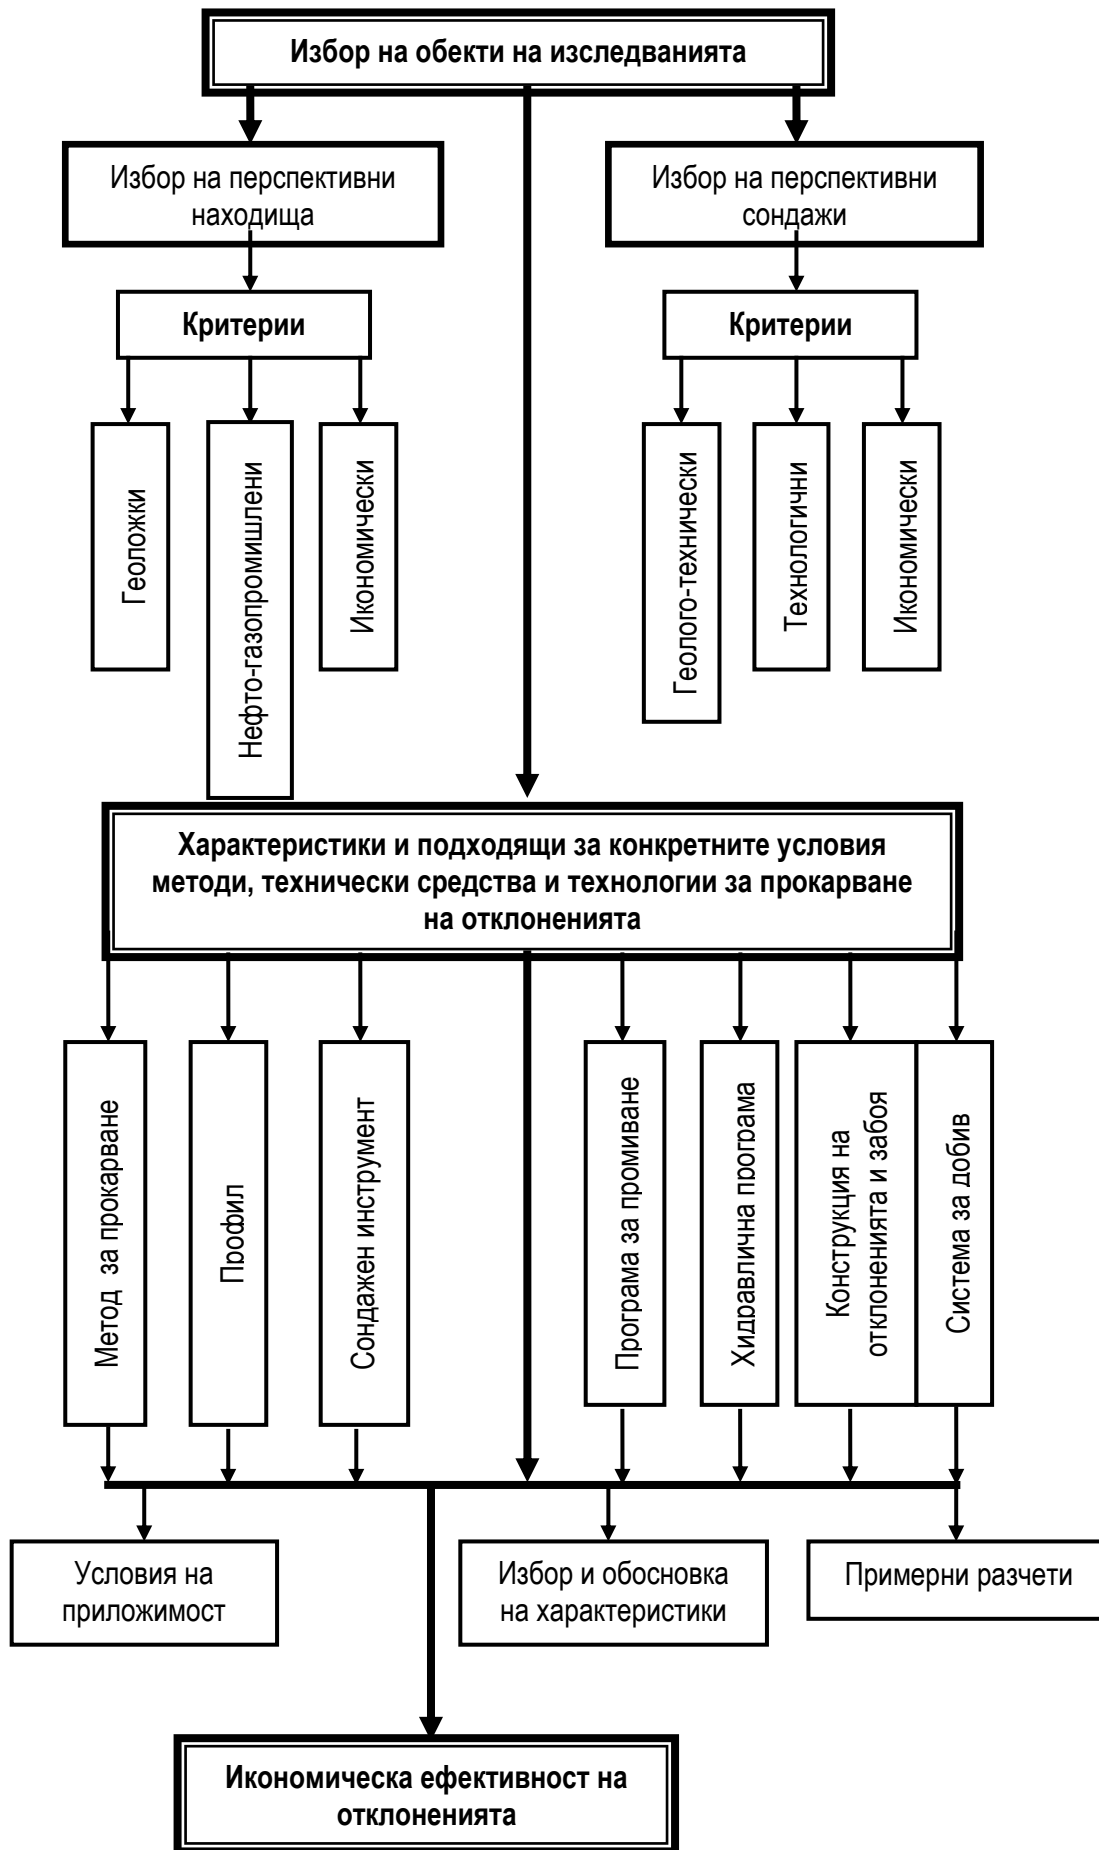 Избор на обекти на изследванията
Избор на перспективни
находища
Избор на перспективни
сондажи
Критерии
Критерии
Геоложки
Нефто-газопромишлени
Икономически
Геолого-технически
Технологични
Икономически
Характеристики и подходящи за конкретните условия
методи, технически средства и технологии за прокарване
на отклоненията
Метод за прокарване
Профил
Сондажен инструмент
Програма за промиване
Хидравлична програма
Конструкция на
отклоненията и забоя
Система за добив
Условия на
приложимост
Избор и обосновка
на характеристики
Примерни разчети
Икономическа ефективност на
отклоненията